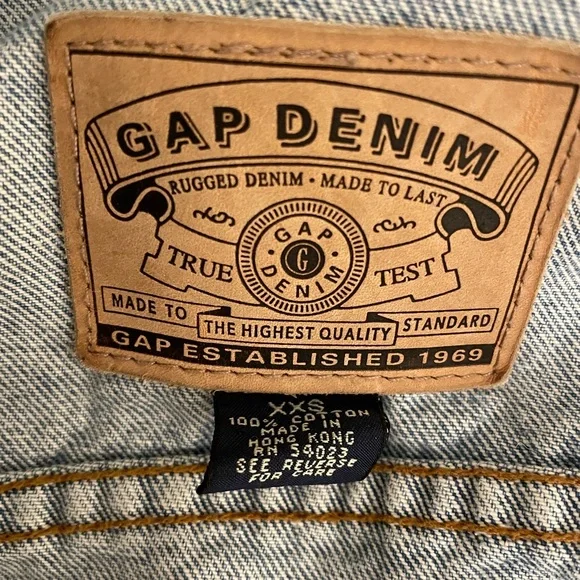 GAP DENIM
RUGGED DENIM • MADE TO LAST
GAP
TRUE G TEST
DENIM
MADE TO THE HIGHEST QUALITY STANDARD
GAP ESTABLISHED 1969
XXS
100% COTTON
MADE IN
HONG KONG
RN 54023
SEE REVERSE
FOR CARE